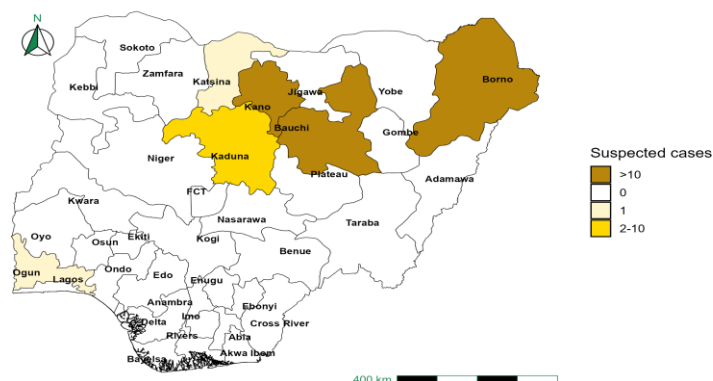 N
Sokoto
Zamfara
Katsina
Kebbi
Jigawa
Yobe
Borno
Kano
Bauchi
Gombe
Niger
Kaduna
Plateau
Adamawa
FCT
Kwara
Nasarawa
Taraba
Oyo
Osun
Ekiti
Kogi
Benue
Ogun
Lagos
Ondo
Edo
Enugu
Anambra
Imo
Ebonyi
Delta
Cross River
Rivers
Abia
Bayelsa
Akwa Ibom
Suspected cases
>10
0
1
2-10
400 km